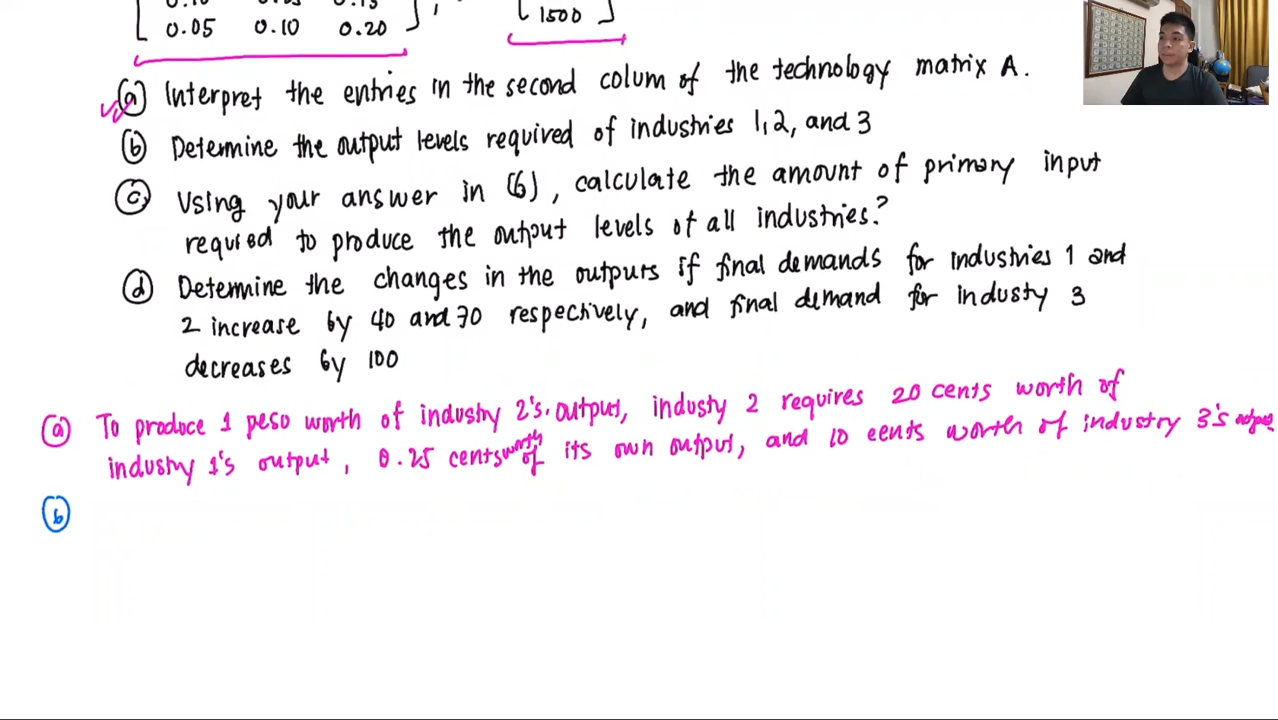 0.05 0.10 0.20 ] , [ 1500 ]
(a) Interpret the entries in the second colum of the technology matrix A.
(b) Determine the output levels required of industries 1, 2, and 3
(c) Using your answer in (b), calculate the amount of primary input
required to produce the output levels of all industries?
(d) Determine the changes in the outputs if final demands for industries 1 and
2 increase by 40 and 70 respectively, and final demand for industy 3
decreases by 100
(a) To produce 1 peso worth of industry 2's output, industy 2 requires 20 cents worth of
industry 1's output, 0.25 cents worth of its own output, and 10 cents worth of industry 3's output.
(b)